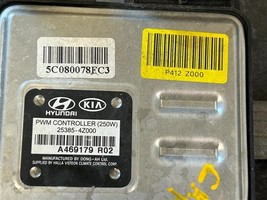 5C080078EC3
P412 Z000
HYUNDAI
KIA
PWM CONTROLLER (250W)
25385-4Z000
A469179 R02
MANUFACTURED BY DONG-AH Ltd.
SUPPLIED BY HALLA VISTEON CLIMATE CONTROL CORP.